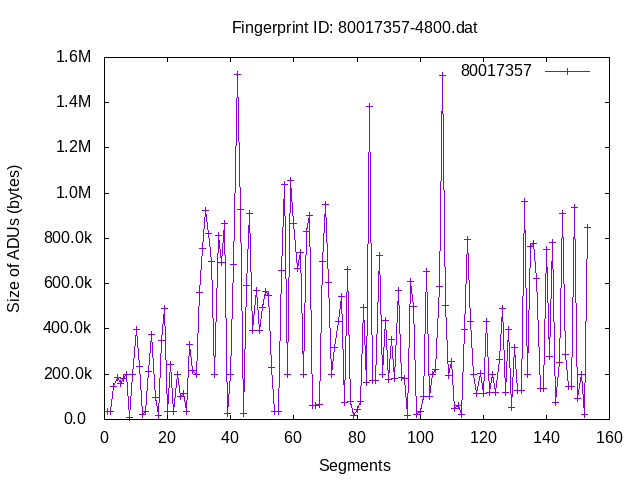 Fingerprint ID: 80017357-4800.dat
80017357
1.6M
1.4M
1.2M
1.0M
800.0k
600.0k
400.0k
200.0k
0.0
Size of ADUs (bytes)
0 20 40 60 80 100 120 140 160
Segments